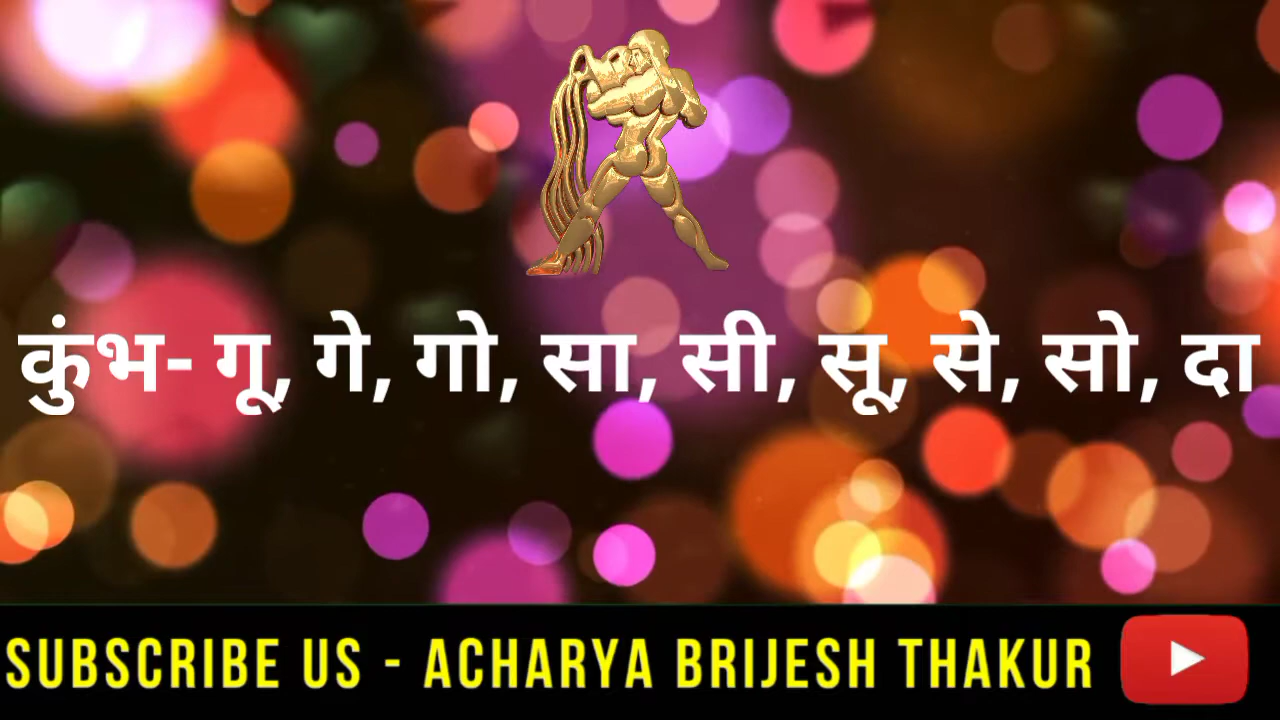 कुंभ- गू, गे, गो, सा, सी, सू, से, सो, दा
SUBSCRIBE US - ACHARYA BRIJESH THAKUR